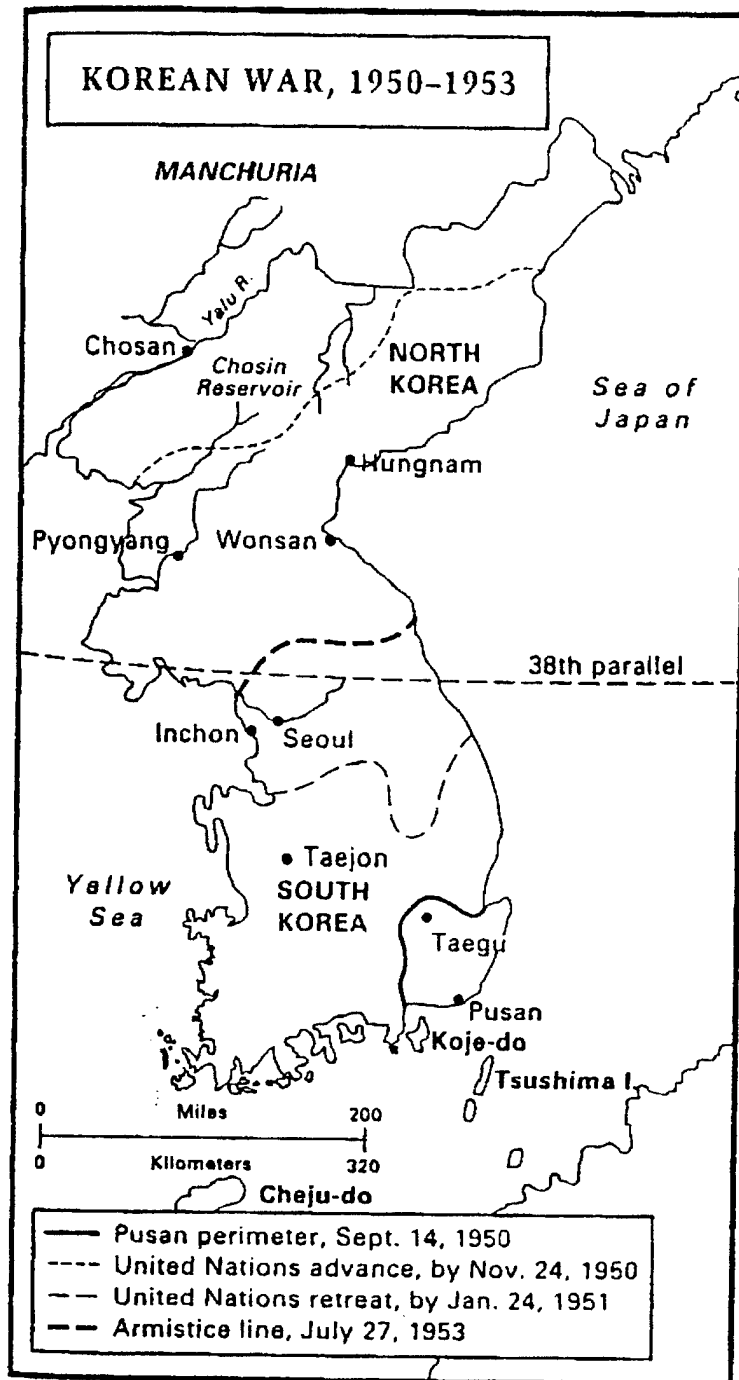 KOREAN WAR, 1950–1953
MANCHURIA
Yalu R.
Chosan
Chosin
Reservoir
NORTH
KOREA
Sea of
Japan
Hungnam
Pyongyang
Wonsan
38th parallel
Inchon
Seoul
Taejon
Yellow
Sea
SOUTH
KOREA
Taegu
Pusan
Koje-do
Tsushima I.
0 Miles 200
0 Kilometers 320
Cheju-do
Pusan perimeter, Sept. 14, 1950
United Nations advance, by Nov. 24, 1950
United Nations retreat, by Jan. 24, 1951
Armistice line, July 27, 1953